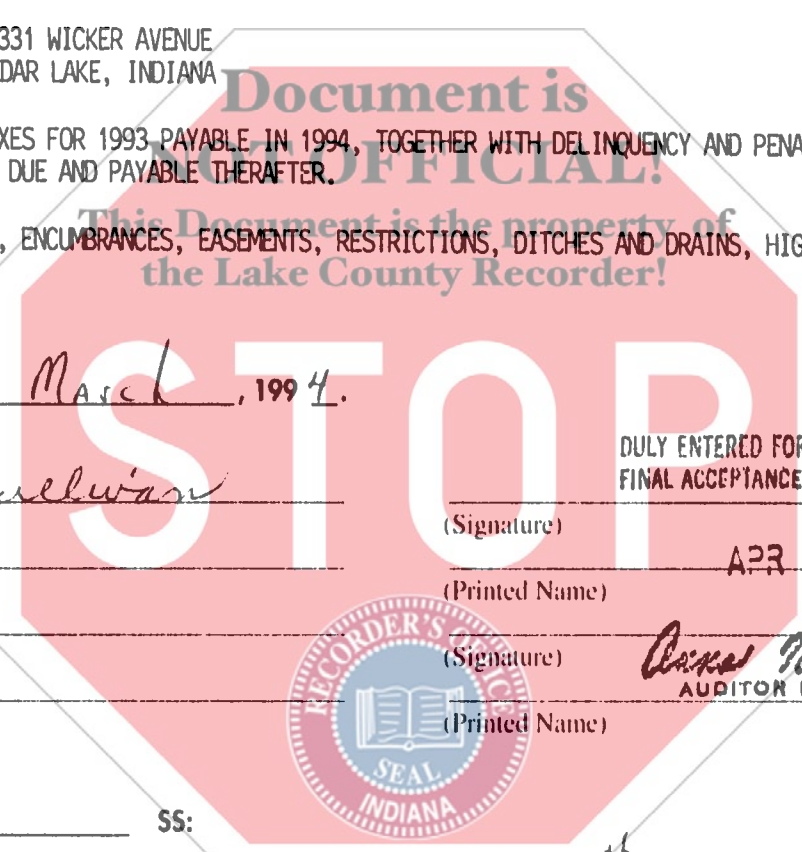 331 WICKER AVENUE
DAR LAKE, INDIANA
Document is
XES FOR 1993 PAYABLE IN 1994, TOGETHER WITH DELINQUENCY AND PENA
NOT OFFICIAL!
DUE AND PAYABLE THERAFTER.
This Document is the property of
, ENCUMBRANCES, EASEMENTS, RESTRICTIONS, DITCHES AND DRAINS, HIG
the Lake County Recorder!
STOP
March , 1994.
DULY ENTERED FOR
FINAL ACCEPTANCE
(Signature)
APR
(Printed Name)
(Signature)
AUDITOR
(Printed Name)
RECORDER'S OFFICE
SEAL
INDIANA
SS: